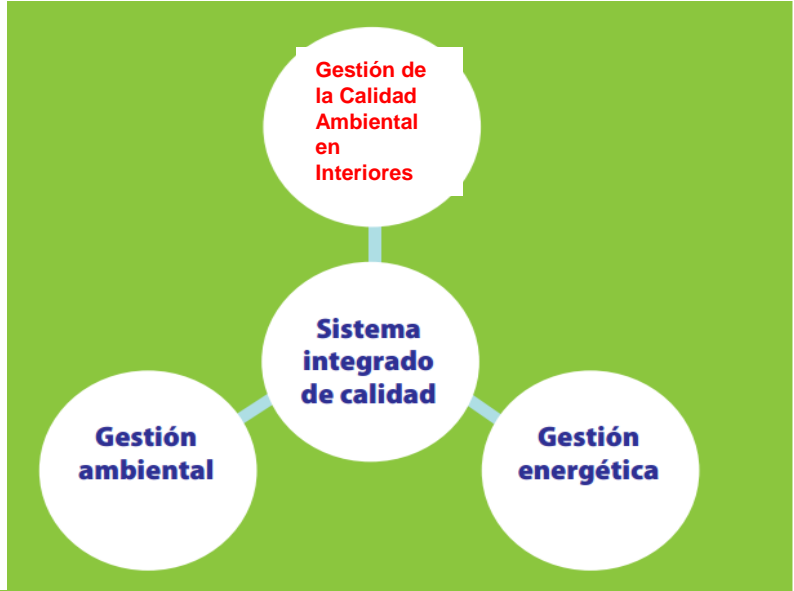 Gestión de
la Calidad
Ambiental
en
Interiores
Sistema
integrado
de calidad
Gestión
ambiental
Gestión
energética